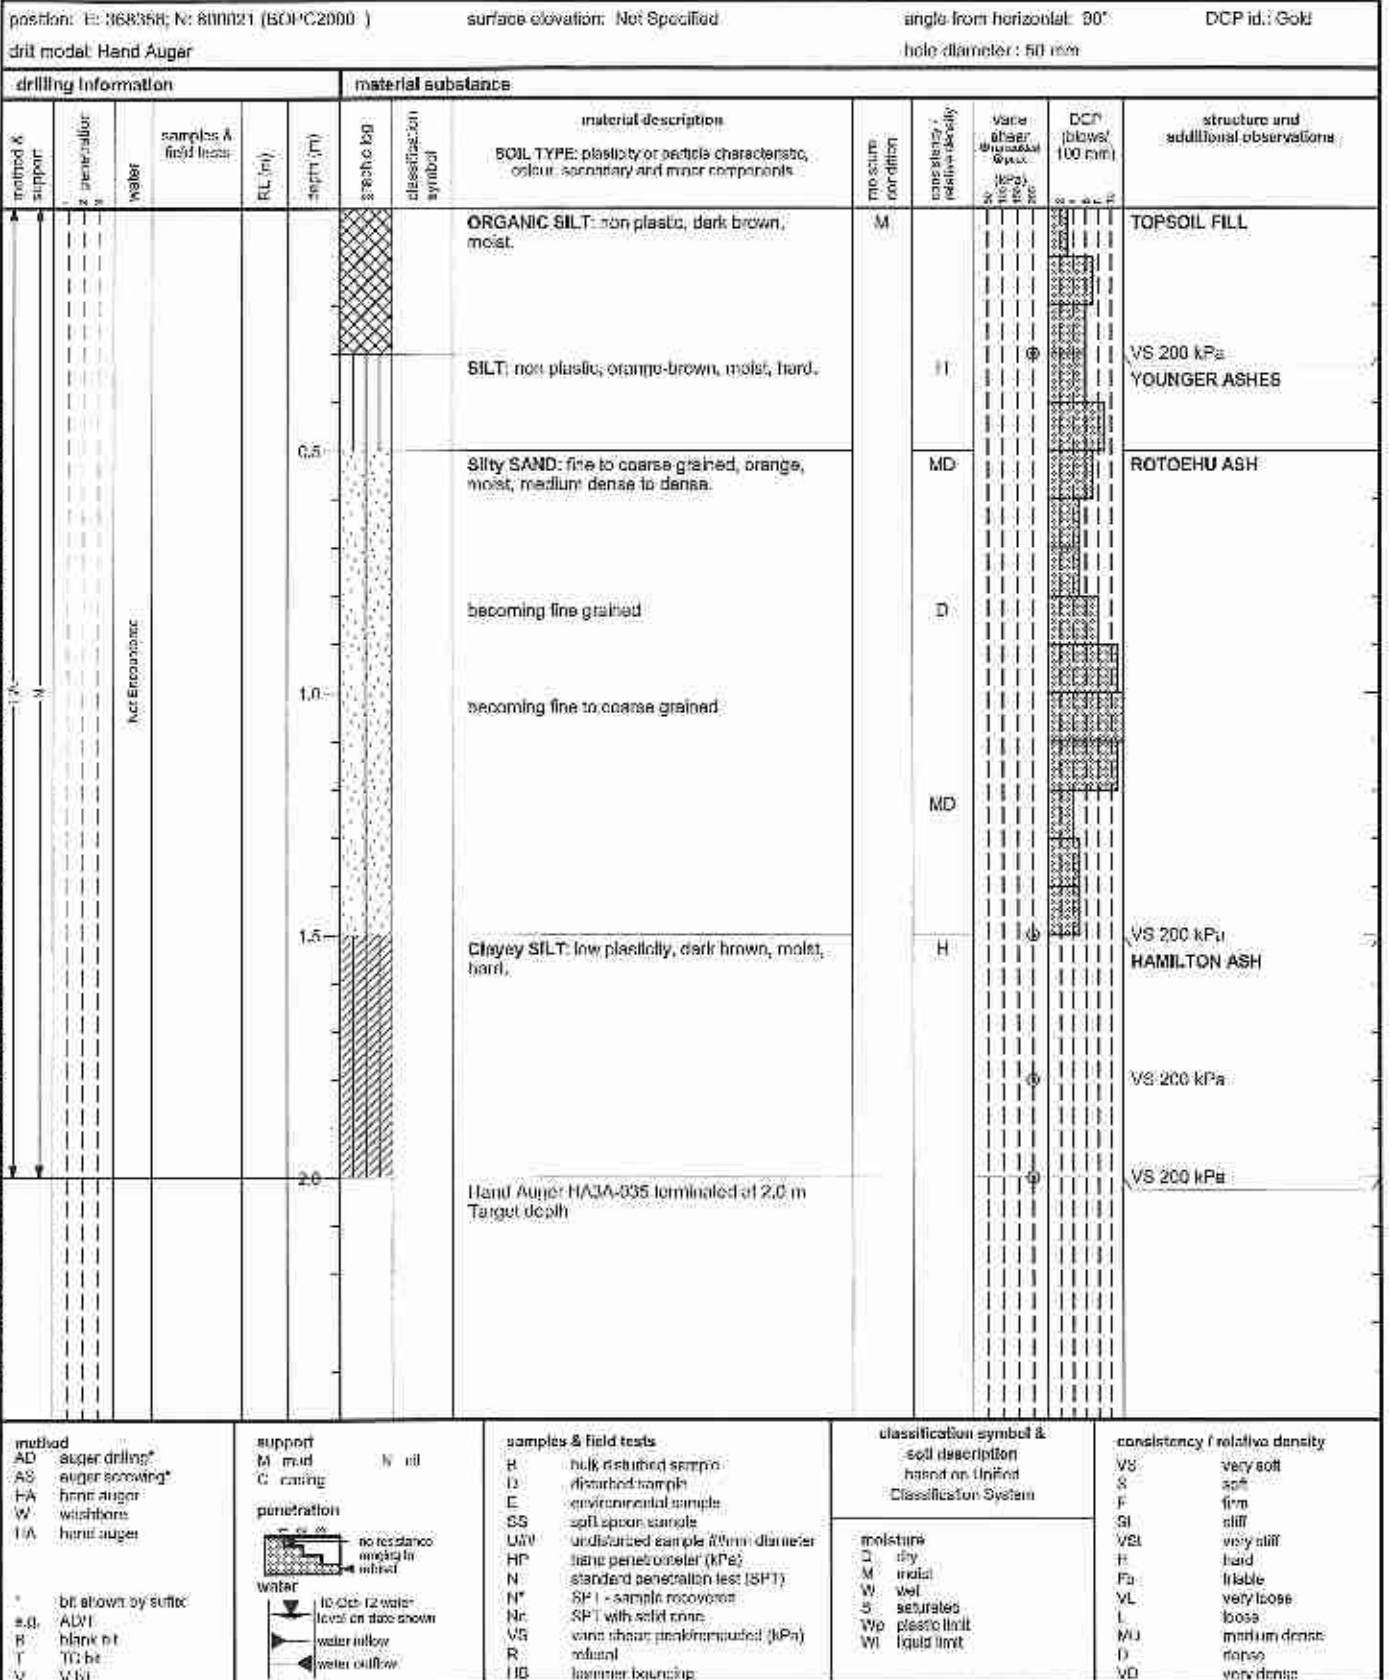 position: E: 368358; N: 800021 (BOPC2000 )
surface elevation: Not Specified
angle from horizontal: 90°
DCP id.: Gold
drill model: Hand Auger
hole diameter : 50 mm
drilling information
material substance
method & support
penetration
water
samples & field tests
RL (m)
depth (m)
graphic log
classification symbol
material description
SOIL TYPE: plasticity or particle characteristic,
colour, secondary and minor components
moisture condition
consistency / relative density
vane shear
(kPa)
DCP
(blows/
100 mm)
structure and
additional observations
ORGANIC SILT: non plastic, dark brown,
moist.
M
TOPSOIL FILL
SILT: non plastic, orange-brown, moist, hard.
H
VS 200 kPa
YOUNGER ASHES
0.5
Silty SAND: fine to coarse grained, orange,
moist, medium dense to dense.
MD
ROTOEHU ASH
becoming fine grained
D
Not Encountered
N
1.0
becoming fine to coarse grained
MD
1.5
Clayey SILT: low plasticity, dark brown, moist,
hard.
H
VS 200 kPa
HAMILTON ASH
VS 200 kPa
2.0
VS 200 kPa
Hand Auger HA3A-035 terminated at 2.0 m
Target depth
method
AD auger drilling*
AS auger screwing*
HA hand auger
W washbore
HA hand auger
* bit shown by suffix
e.g. AD/T
B blank bit
T TC bit
V V bit
support
M mud N nil
C casing
penetration
1 2 3
no resistance
ranging to
refusal
water
10-Oct-12 water
level on date shown
water inflow
water outflow
samples & field tests
B bulk disturbed sample
D disturbed sample
E environmental sample
SS split spoon sample
U## undisturbed sample ##mm diameter
HP hand penetrometer (kPa)
N standard penetration test (SPT)
N* SPT - sample recovered
Nc SPT with solid cone
VS vane shear; peak/remoulded (kPa)
R refusal
HB hammer bouncing
classification symbol &
soil description
based on Unified
Classification System
moisture
D dry
M moist
W wet
S saturated
Wp plastic limit
Wl liquid limit
consistency / relative density
VS very soft
S soft
F firm
St stiff
VSt very stiff
H hard
Fb friable
VL very loose
L loose
MD medium dense
D dense
VD very dense